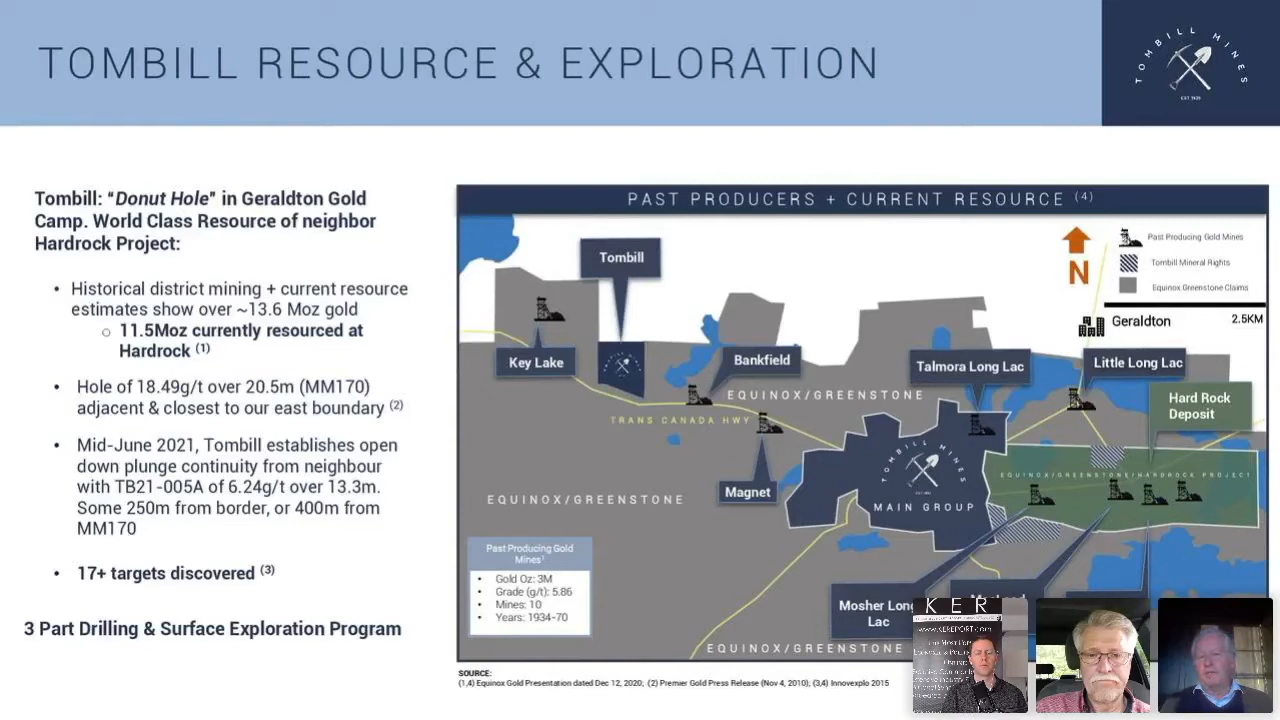 TOMBILL RESOURCE & EXPLORATION
TOMBILL MINES
EST 1935
Tombill: "Donut Hole" in Geraldton Gold
Camp. World Class Resource of neighbor
Hardrock Project:
• Historical district mining + current resource
estimates show over ~13.6 Moz gold
○ 11.5Moz currently resourced at
Hardrock (1)
• Hole of 18.49g/t over 20.5m (MM170)
adjacent & closest to our east boundary (2)
• Mid-June 2021, Tombill establishes open
down plunge continuity from neighbour
with TB21-005A of 6.24g/t over 13.3m.
Some 250m from border, or 400m from
MM170
• 17+ targets discovered (3)
3 Part Drilling & Surface Exploration Program
PAST PRODUCERS + CURRENT RESOURCE (4)
N
Past Producing Gold Mines
Tombill Mineral Rights
Equinox Greenstone Claims
Geraldton
2.5KM
Tombill
Key Lake
Bankfield
Talmora Long Lac
Little Long Lac
Hard Rock
Deposit
EQUINOX/GREENSTONE
TRANS CANADA HWY
Magnet
EQUINOX/GREENSTONE
TOMBILL MINES
MAIN GROUP
EQUINOX/GREENSTONE/HARDROCK PROJECT
Past Producing Gold
Mines¹
• Gold Oz: 3M
• Grade (g/t): 5.86
• Mines: 10
• Years: 1934-70
Mosher Long
Lac
EQUINOX/GREENSTONE
SOURCE:
(1,4) Equinox Gold Presentation dated Dec 12, 2020; (2) Premier Gold Press Release (Nov 4, 2010); (3,4) Innovexplo 2015
KER
www.KEREPORT.com